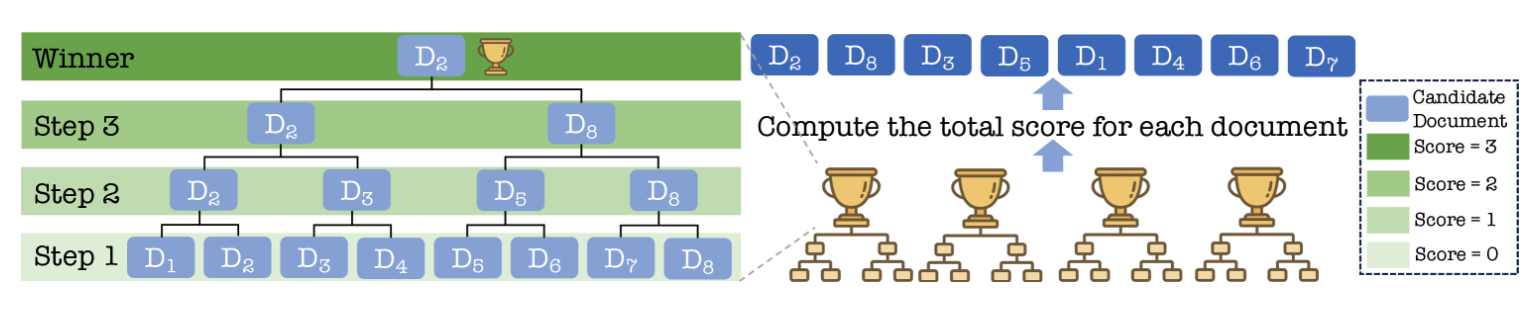 Winner
D₂
Step 3
D₂ D₈
Step 2
D₂ D₃ D₅ D₈
Step 1
D₁ D₂ D₃ D₄ D₅ D₆ D₇ D₈
D₂ D₈ D₃ D₅ D₁ D₄ D₆ D₇
Compute the total score for each document
Candidate
Document
Score = 3
Score = 2
Score = 1
Score = 0